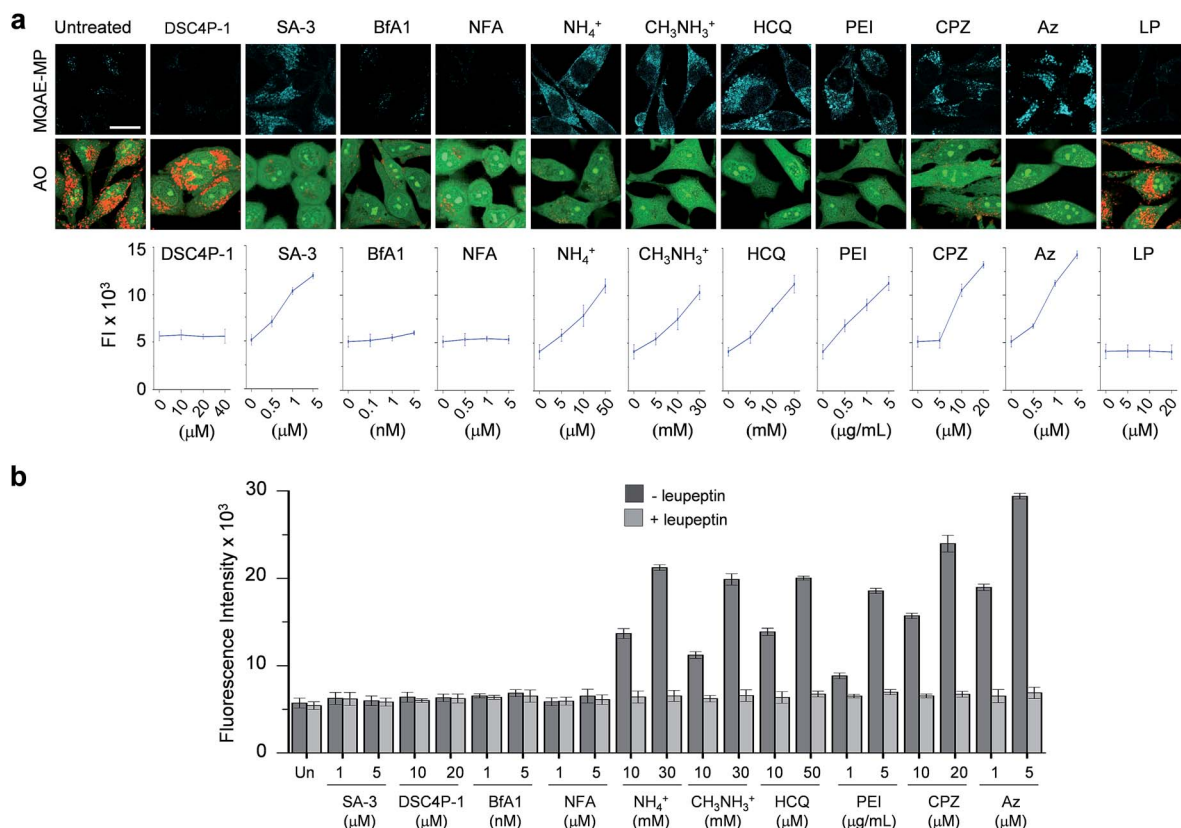 a
Untreated DSC4P-1 SA-3 BfA1 NFA NH₄⁺ CH₃NH₃⁺ HCQ PEI CPZ Az LP
MQAE-MP
AO
DSC4P-1 SA-3 BfA1 NFA NH₄⁺ CH₃NH₃⁺ HCQ PEI CPZ Az LP
FI x 10³
15
10
5
0
0 10 20 40 0 0.5 1 5 0 0.1 1 5 0 0.1 1 5 0 5 10 50 0 5 10 30 0 5 10 30 0 0.5 1 5 0 5 10 20 0 0.5 1 5 0 5 10 20
(μM) (μM) (nM) (μM) (μM) (mM) (mM) (μg/mL) (μM) (μM) (μM)
b
Fluorescence Intensity x 10³
30
20
10
0
- leupeptin
+ leupeptin
Un 1 5 10 20 1 5 1 5 10 30 10 30 10 50 1 5 10 20 1 5
SA-3 DSC4P-1 BfA1 NFA NH₄⁺ CH₃NH₃⁺ HCQ PEI CPZ Az
(μM) (μM) (nM) (μM) (mM) (mM) (μM) (μg/mL) (μM) (μM)